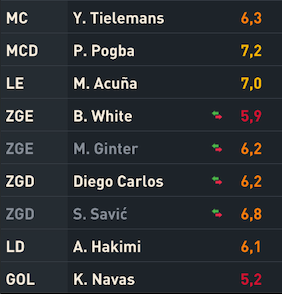 MC Y. Tielemans 6,3
MCD P. Pogba 7,2
LE M. Acuña 7,0
ZGE B. White 5,9
ZGE M. Ginter 6,2
ZGD Diego Carlos 6,2
ZGD S. Savić 6,8
LD A. Hakimi 6,1
GOL K. Navas 5,2